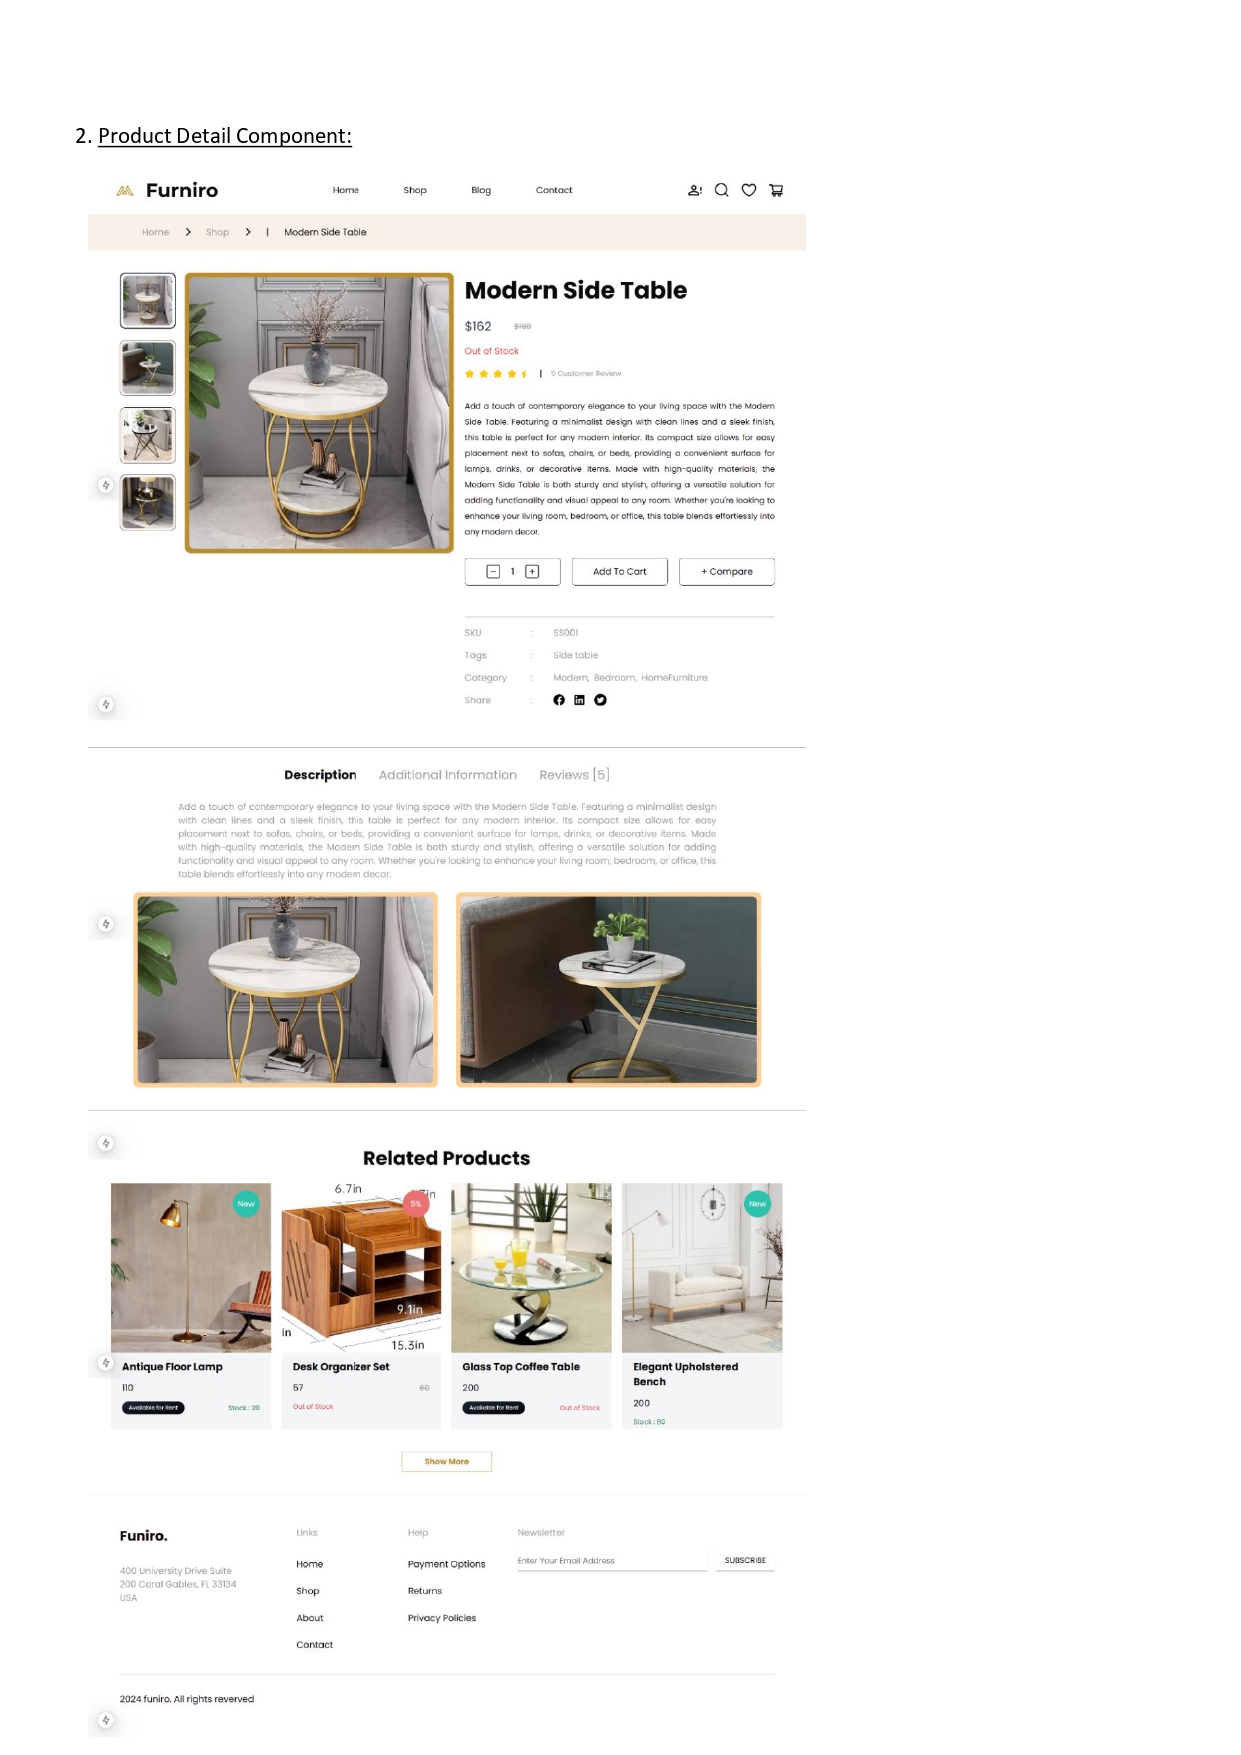 2. Product Detail Component:
Furniro
Home Shop Blog Contact
Home > Shop > | Modern Side Table
Modern Side Table
$162 $180
Out of Stock
| 5 Customer Review
Add a touch of contemporary elegance to your living space with the Modern
Side Table. Featuring a minimalist design with clean lines and a sleek finish,
this table is perfect for any modern interior. Its compact size allows for easy
placement next to sofas, chairs, or beds, providing a convenient surface for
lamps, drinks, or decorative items. Made with high-quality materials, the
Modern Side Table is both sturdy and stylish, offering a versatile solution for
adding functionality and visual appeal to any room. Whether you're looking to
enhance your living room, bedroom, or office, this table blends effortlessly into
any modern decor.
- 1 + Add To Cart + Compare
SKU : SS001
Tags : Side table
Category : Modern, Bedroom, HomeFurniture
Share :
Description Additional Information Reviews [5]
Add a touch of contemporary elegance to your living space with the Modern Side Table. Featuring a minimalist design
with clean lines and a sleek finish, this table is perfect for any modern interior. Its compact size allows for easy
placement next to sofas, chairs, or beds, providing a convenient surface for lamps, drinks, or decorative items. Made
with high-quality materials, the Modern Side Table is both sturdy and stylish, offering a versatile solution for adding
functionality and visual appeal to any room. Whether you're looking to enhance your living room, bedroom, or office, this
table blends effortlessly into any modern decor.
Related Products
New
6.7in
in
5%
9.1in
in
15.3in
New
Antique Floor Lamp
110
Available for Rent Stock : 20
Desk Organizer Set
57 60
Out of Stock
Glass Top Coffee Table
200
Available for Rent Out of Stock
Elegant Upholstered
Bench
200
Stock : 80
Show More
Funiro.
400 University Drive Suite
200 Coral Gables, FL 33134
USA
Links
Home
Shop
About
Contact
Help
Payment Options
Returns
Privacy Policies
Newsletter
Enter Your Email Address SUBSCRIBE
2024 funiro. All rights reverved